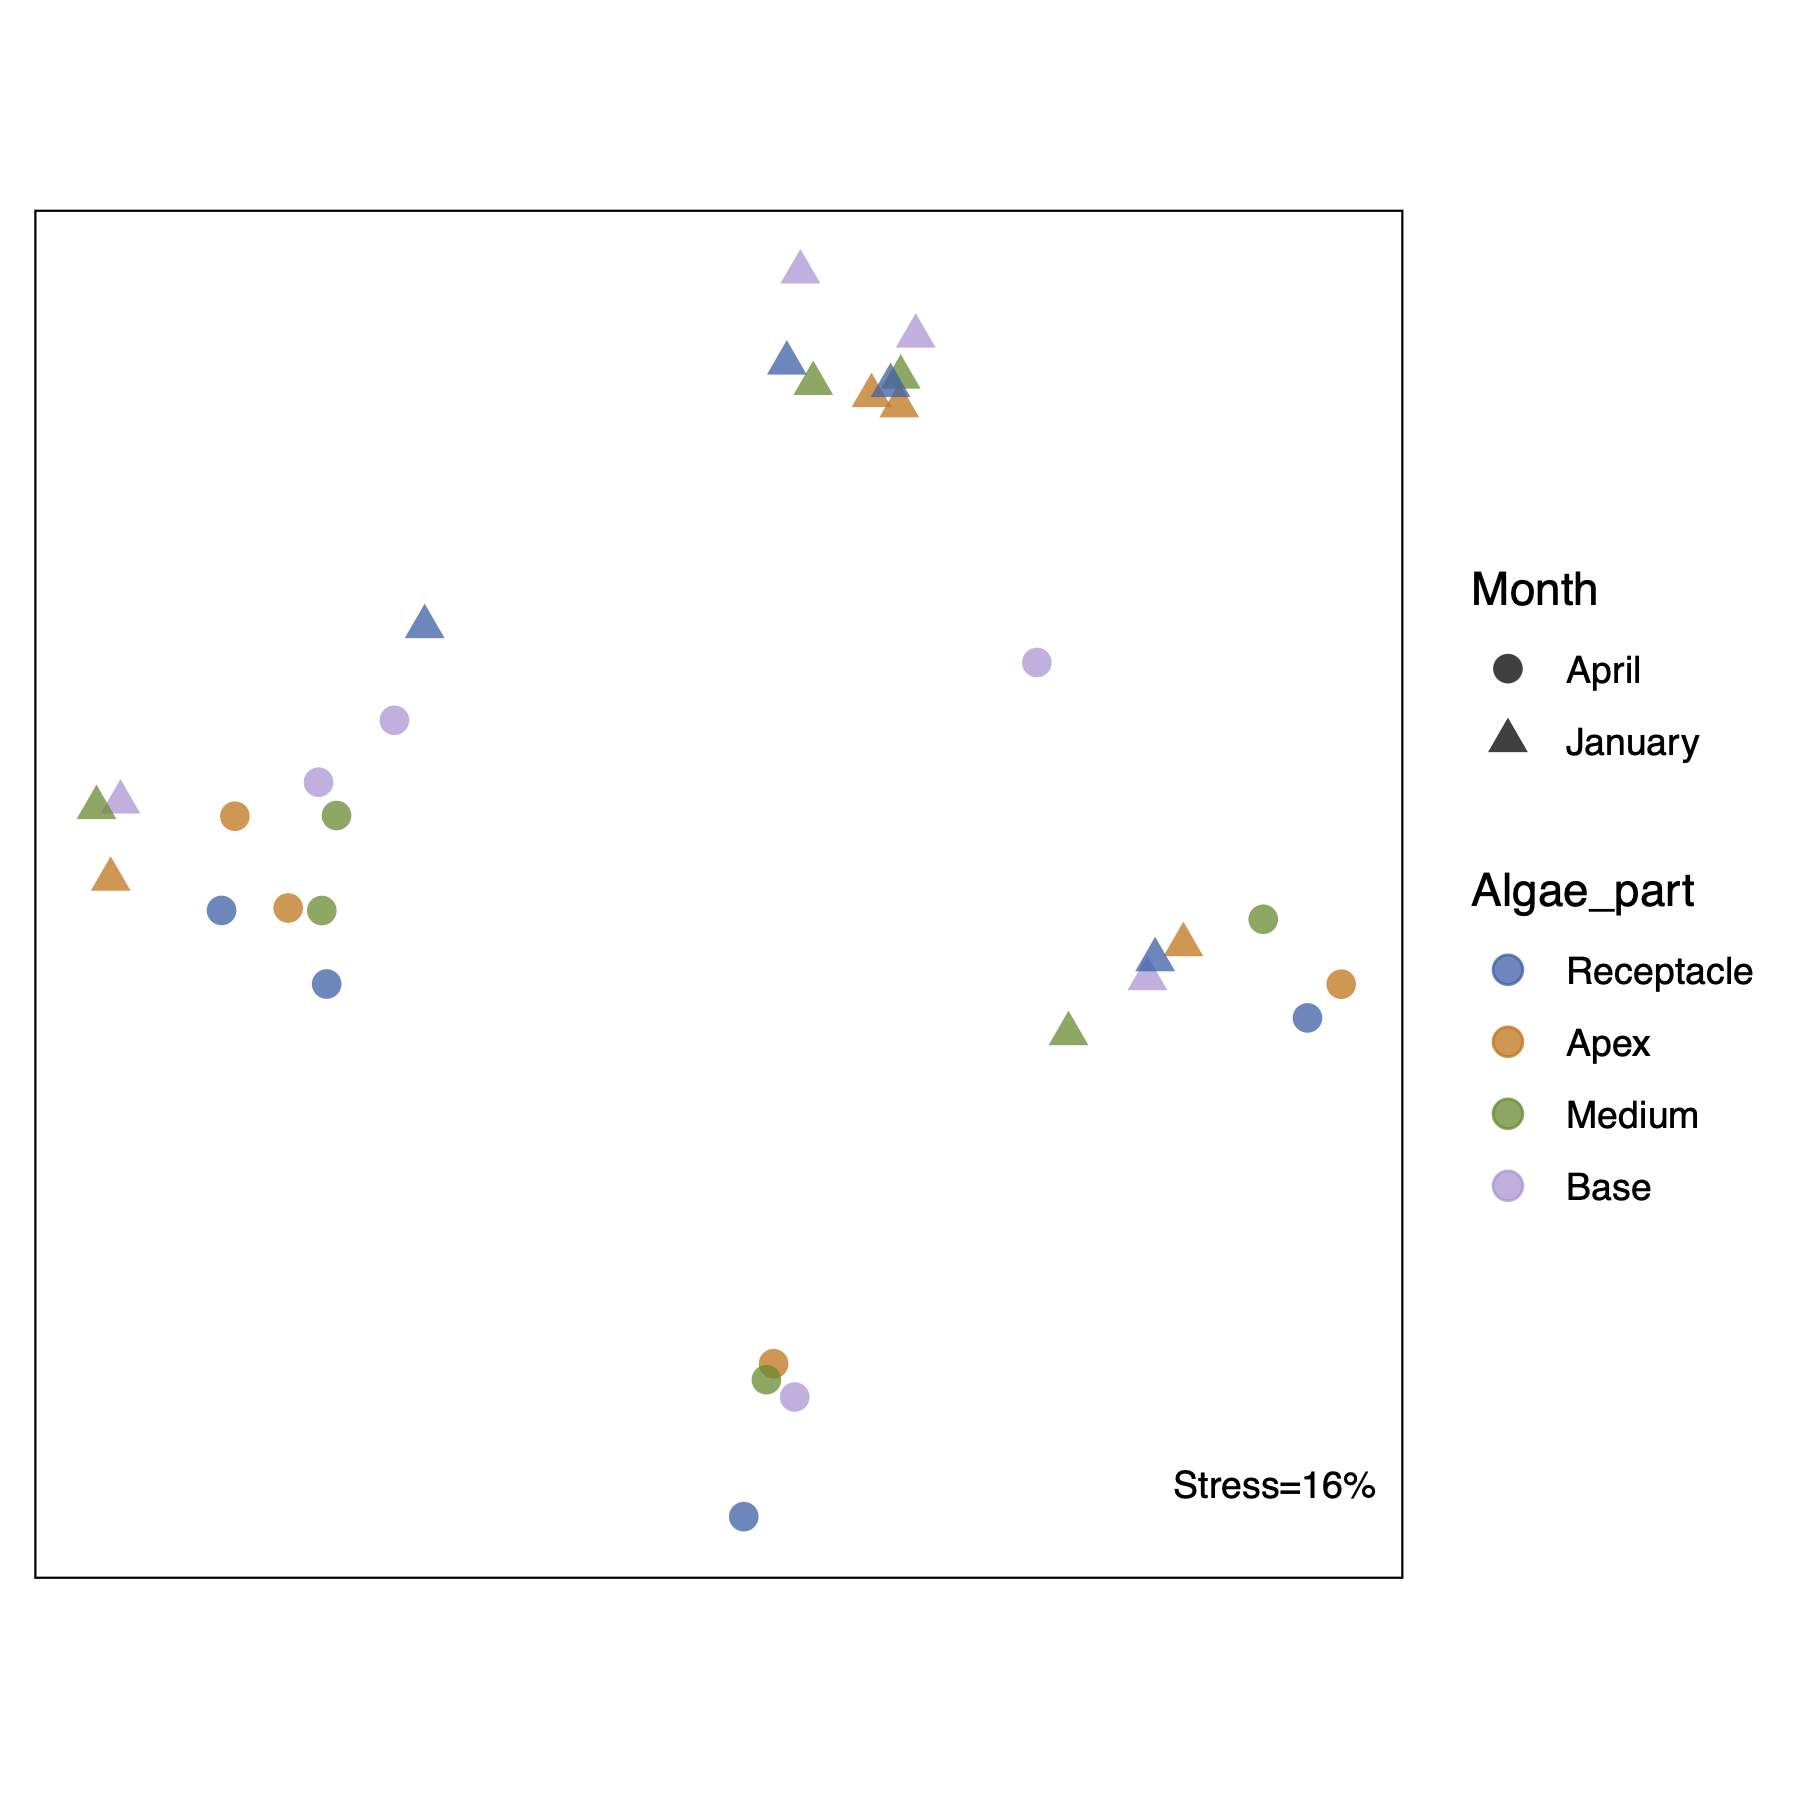 Month
April
January
Algae_part
Receptacle
Apex
Medium
Base
Stress=16%